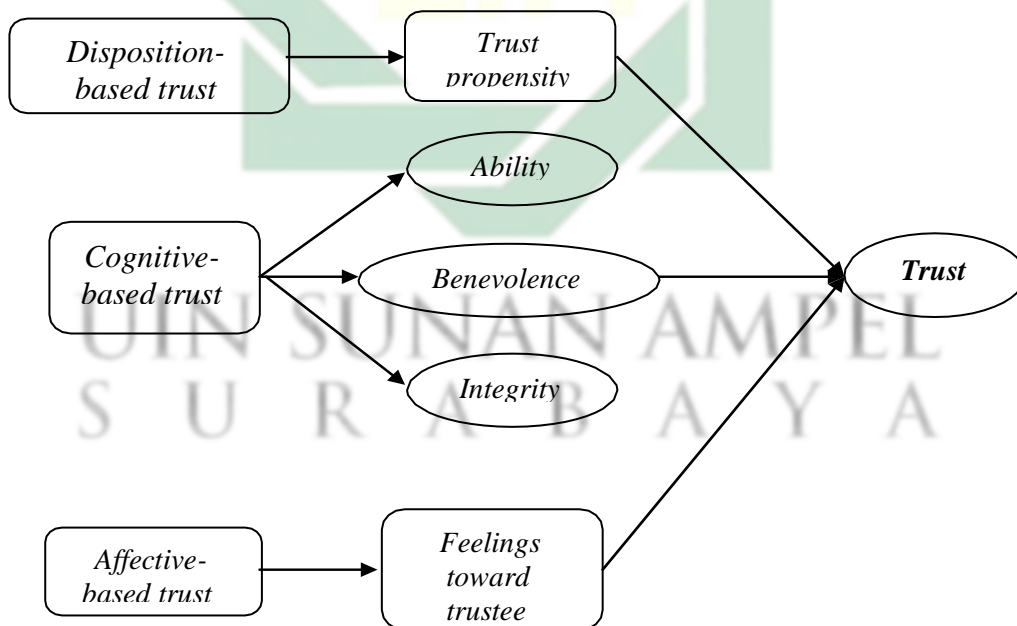 Disposition-
based trust
Trust
propensity
Ability
Cognitive-
based trust
Benevolence
Trust
Integrity
UIN SUNAN AMPEL
SURABAYA
Affective-
based trust
Feelings
toward
trustee